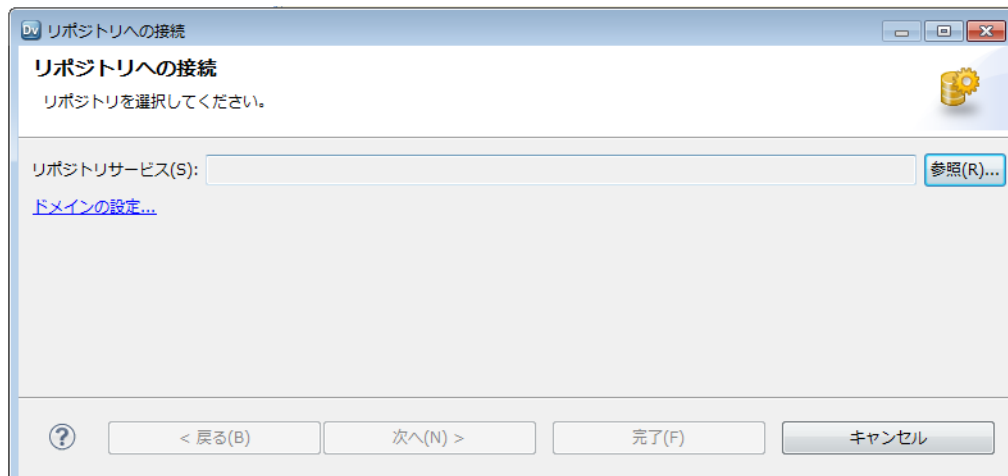 Dv リポジトリへの接続
リポジトリへの接続
リポジトリを選択してください。
リポジトリサービス(S): 参照(R)...
ドメインの設定...
? < 戻る(B) 次へ(N) > 完了(F) キャンセル